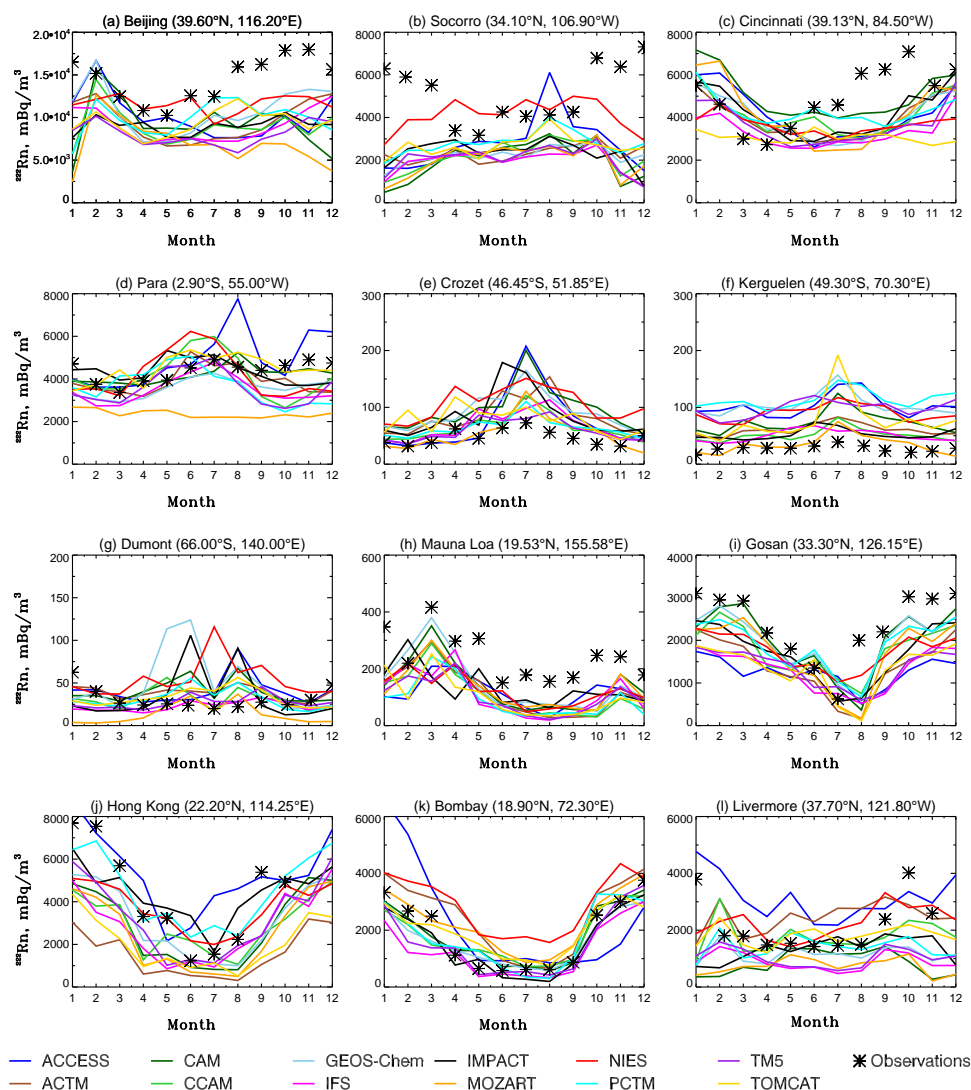 (a) Beijing (39.60°N, 116.20°E)
(b) Socorro (34.10°N, 106.90°W)
(c) Cincinnati (39.13°N, 84.50°W)
2.0•10⁴
1.5•10⁴
1.0•10⁴
5.0•10³
0
²²²Rn, mBq/m³
1 2 3 4 5 6 7 8 9 10 11 12
Month
8000
6000
4000
2000
0
1 2 3 4 5 6 7 8 9 10 11 12
Month
8000
6000
4000
2000
0
1 2 3 4 5 6 7 8 9 10 11 12
Month
(d) Para (2.90°S, 55.00°W)
(e) Crozet (46.45°S, 51.85°E)
(f) Kerguelen (49.30°S, 70.30°E)
8000
6000
4000
2000
0
²²²Rn, mBq/m³
1 2 3 4 5 6 7 8 9 10 11 12
Month
300
200
100
0
1 2 3 4 5 6 7 8 9 10 11 12
Month
300
200
100
0
1 2 3 4 5 6 7 8 9 10 11 12
Month
(g) Dumont (66.00°S, 140.00°E)
(h) Mauna Loa (19.53°N, 155.58°E)
(i) Gosan (33.30°N, 126.15°E)
200
150
100
50
0
²²²Rn, mBq/m³
1 2 3 4 5 6 7 8 9 10 11 12
Month
600
400
200
0
1 2 3 4 5 6 7 8 9 10 11 12
Month
4000
3000
2000
1000
0
1 2 3 4 5 6 7 8 9 10 11 12
Month
(j) Hong Kong (22.20°N, 114.25°E)
(k) Bombay (18.90°N, 72.30°E)
(l) Livermore (37.70°N, 121.80°W)
8000
6000
4000
2000
0
²²²Rn, mBq/m³
1 2 3 4 5 6 7 8 9 10 11 12
Month
8000
6000
4000
2000
0
1 2 3 4 5 6 7 8 9 10 11 12
Month
6000
4000
2000
0
1 2 3 4 5 6 7 8 9 10 11 12
Month
ACCESS CAM GEOS-Chem IMPACT NIES TM5 Observations
ACTM CCAM IFS MOZART PCTM TOMCAT